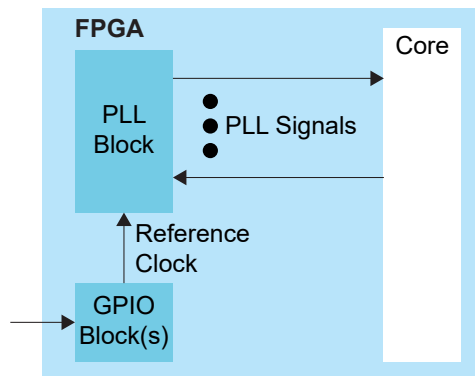 FPGA
Core
PLL
Block
PLL Signals
Reference
Clock
GPIO
Block(s)